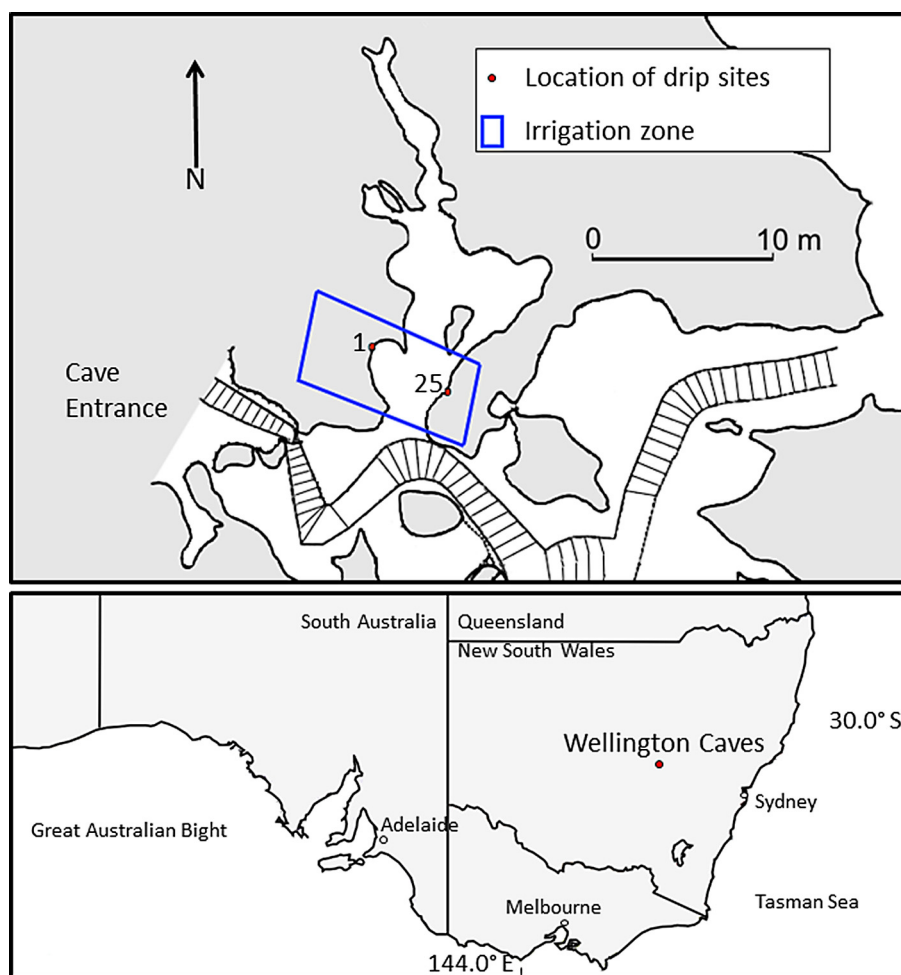 Location of drip sites
Irrigation zone
N
0 10 m
1
25
Cave
Entrance
South Australia
Queensland
New South Wales
30.0° S
Wellington Caves
Sydney
Great Australian Bight
Adelaide
Melbourne
Tasman Sea
144.0° E